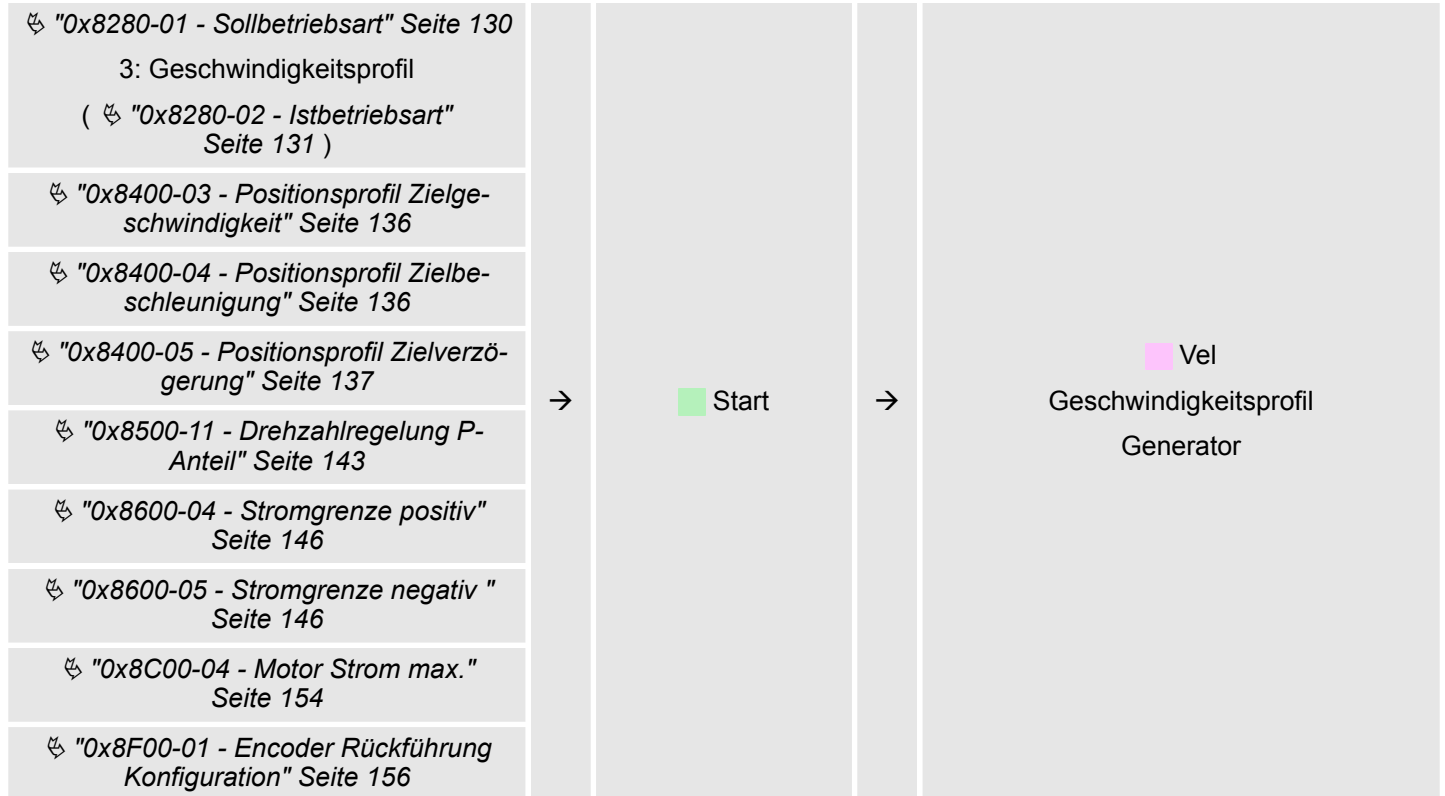 "0x8280-01 - Sollbetriebsart" Seite 130
3: Geschwindigkeitsprofil
( "0x8280-02 - Istbetriebsart"
Seite 131 )
"0x8400-03 - Positionsprofil Zielge-
schwindigkeit" Seite 136
"0x8400-04 - Positionsprofil Zielbe-
schleunigung" Seite 136
"0x8400-05 - Positionsprofil Zielverzö-
gerung" Seite 137
"0x8500-11 - Drehzahlregelung P-
Anteil" Seite 143
"0x8600-04 - Stromgrenze positiv"
Seite 146
"0x8600-05 - Stromgrenze negativ "
Seite 146
"0x8C00-04 - Motor Strom max."
Seite 154
"0x8F00-01 - Encoder Rückführung
Konfiguration" Seite 156
→
Start
→
Vel
Geschwindigkeitsprofil
Generator